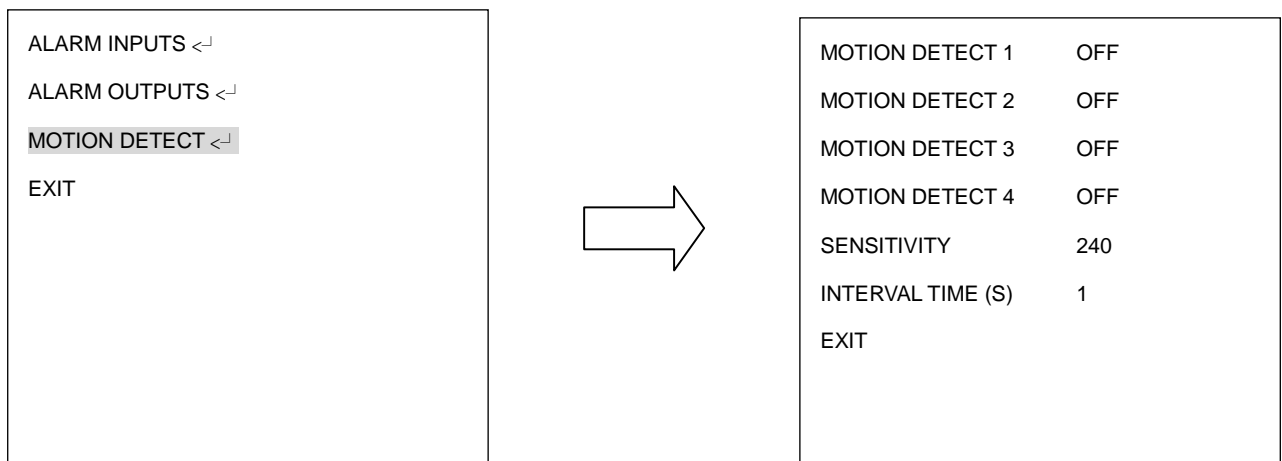 ALARM INPUTS <┘
ALARM OUTPUTS <┘
MOTION DETECT <┘
EXIT
MOTION DETECT 1 OFF
MOTION DETECT 2 OFF
MOTION DETECT 3 OFF
MOTION DETECT 4 OFF
SENSITIVITY 240
INTERVAL TIME (S) 1
EXIT